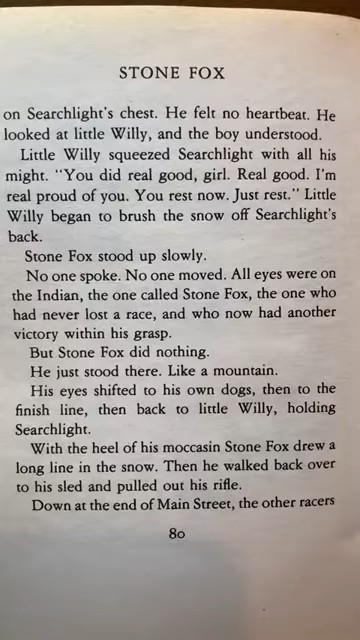 STONE FOX
on Searchlight's chest. He felt no heartbeat. He
looked at little Willy, and the boy understood.
Little Willy squeezed Searchlight with all his
might. "You did real good, girl. Real good. I'm
real proud of you. You rest now. Just rest." Little
Willy began to brush the snow off Searchlight's
back.
Stone Fox stood up slowly.
No one spoke. No one moved. All eyes were on
the Indian, the one called Stone Fox, the one who
had never lost a race, and who now had another
victory within his grasp.
But Stone Fox did nothing.
He just stood there. Like a mountain.
His eyes shifted to his own dogs, then to the
finish line, then back to little Willy, holding
Searchlight.
With the heel of his moccasin Stone Fox drew a
long line in the snow. Then he walked back over
to his sled and pulled out his rifle.
Down at the end of Main Street, the other racers
80